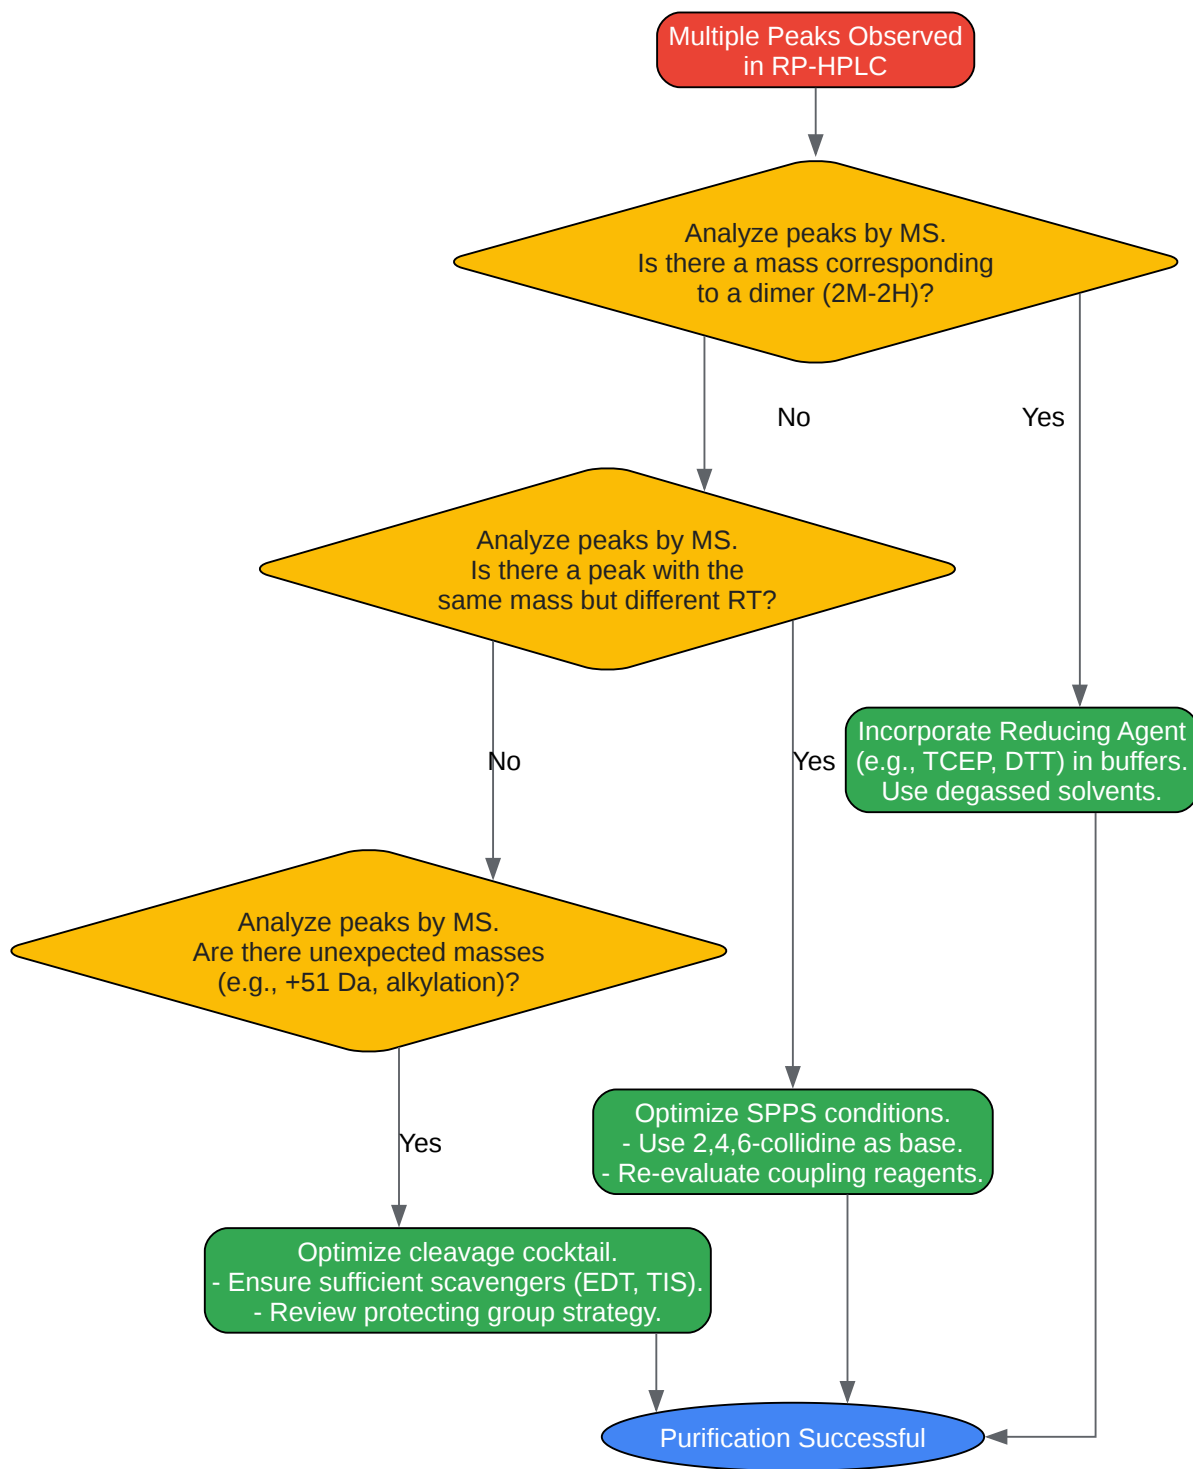 Multiple Peaks Observed
in RP-HPLC
Analyze peaks by MS.
Is there a mass corresponding
to a dimer (2M-2H)?
No
Yes
Analyze peaks by MS.
Is there a peak with the
same mass but different RT?
Incorporate Reducing Agent
(e.g., TCEP, DTT) in buffers.
Use degassed solvents.
No
Yes
Analyze peaks by MS.
Are there unexpected masses
(e.g., +51 Da, alkylation)?
Yes
Optimize SPPS conditions.
- Use 2,4,6-collidine as base.
- Re-evaluate coupling reagents.
Optimize cleavage cocktail.
- Ensure sufficient scavengers (EDT, TIS).
- Review protecting group strategy.
Purification Successful